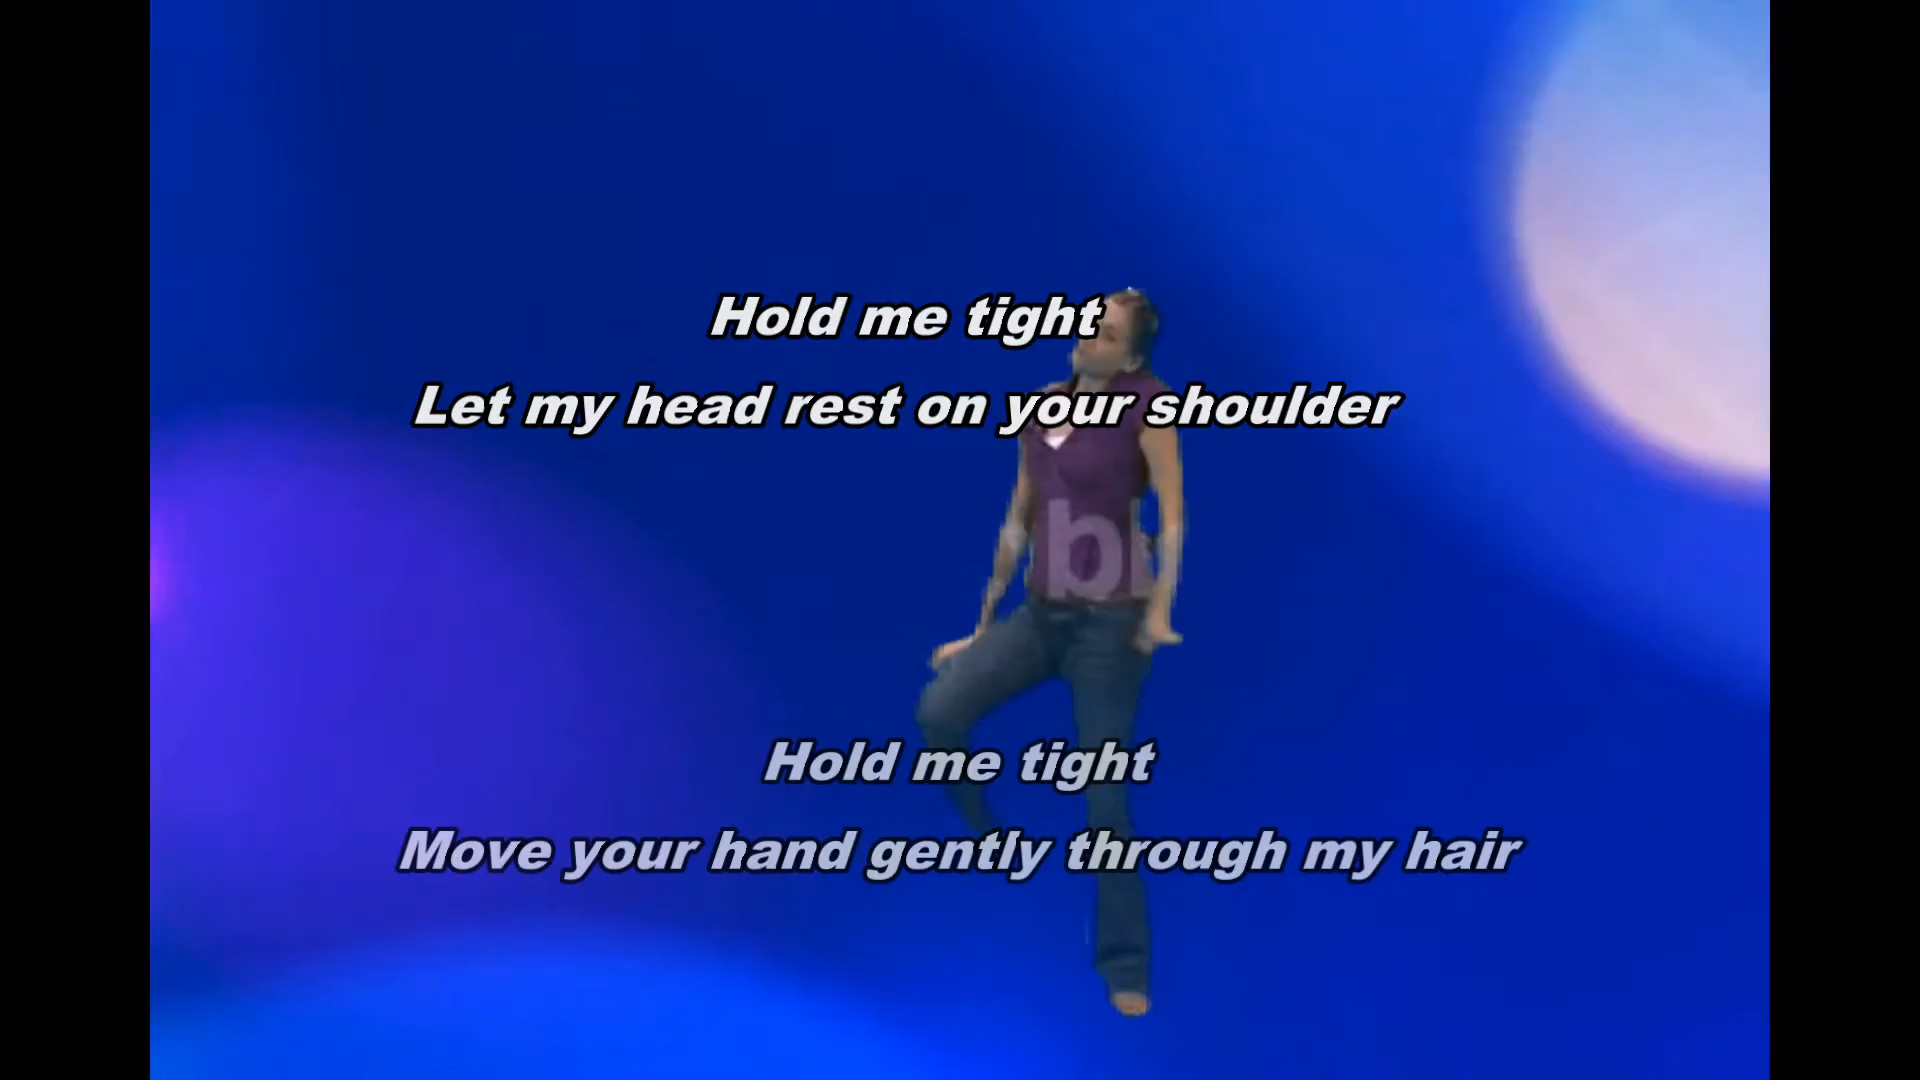 Hold me tight
Let my head rest on your shoulder
Hold me tight
Move your hand gently through my hair